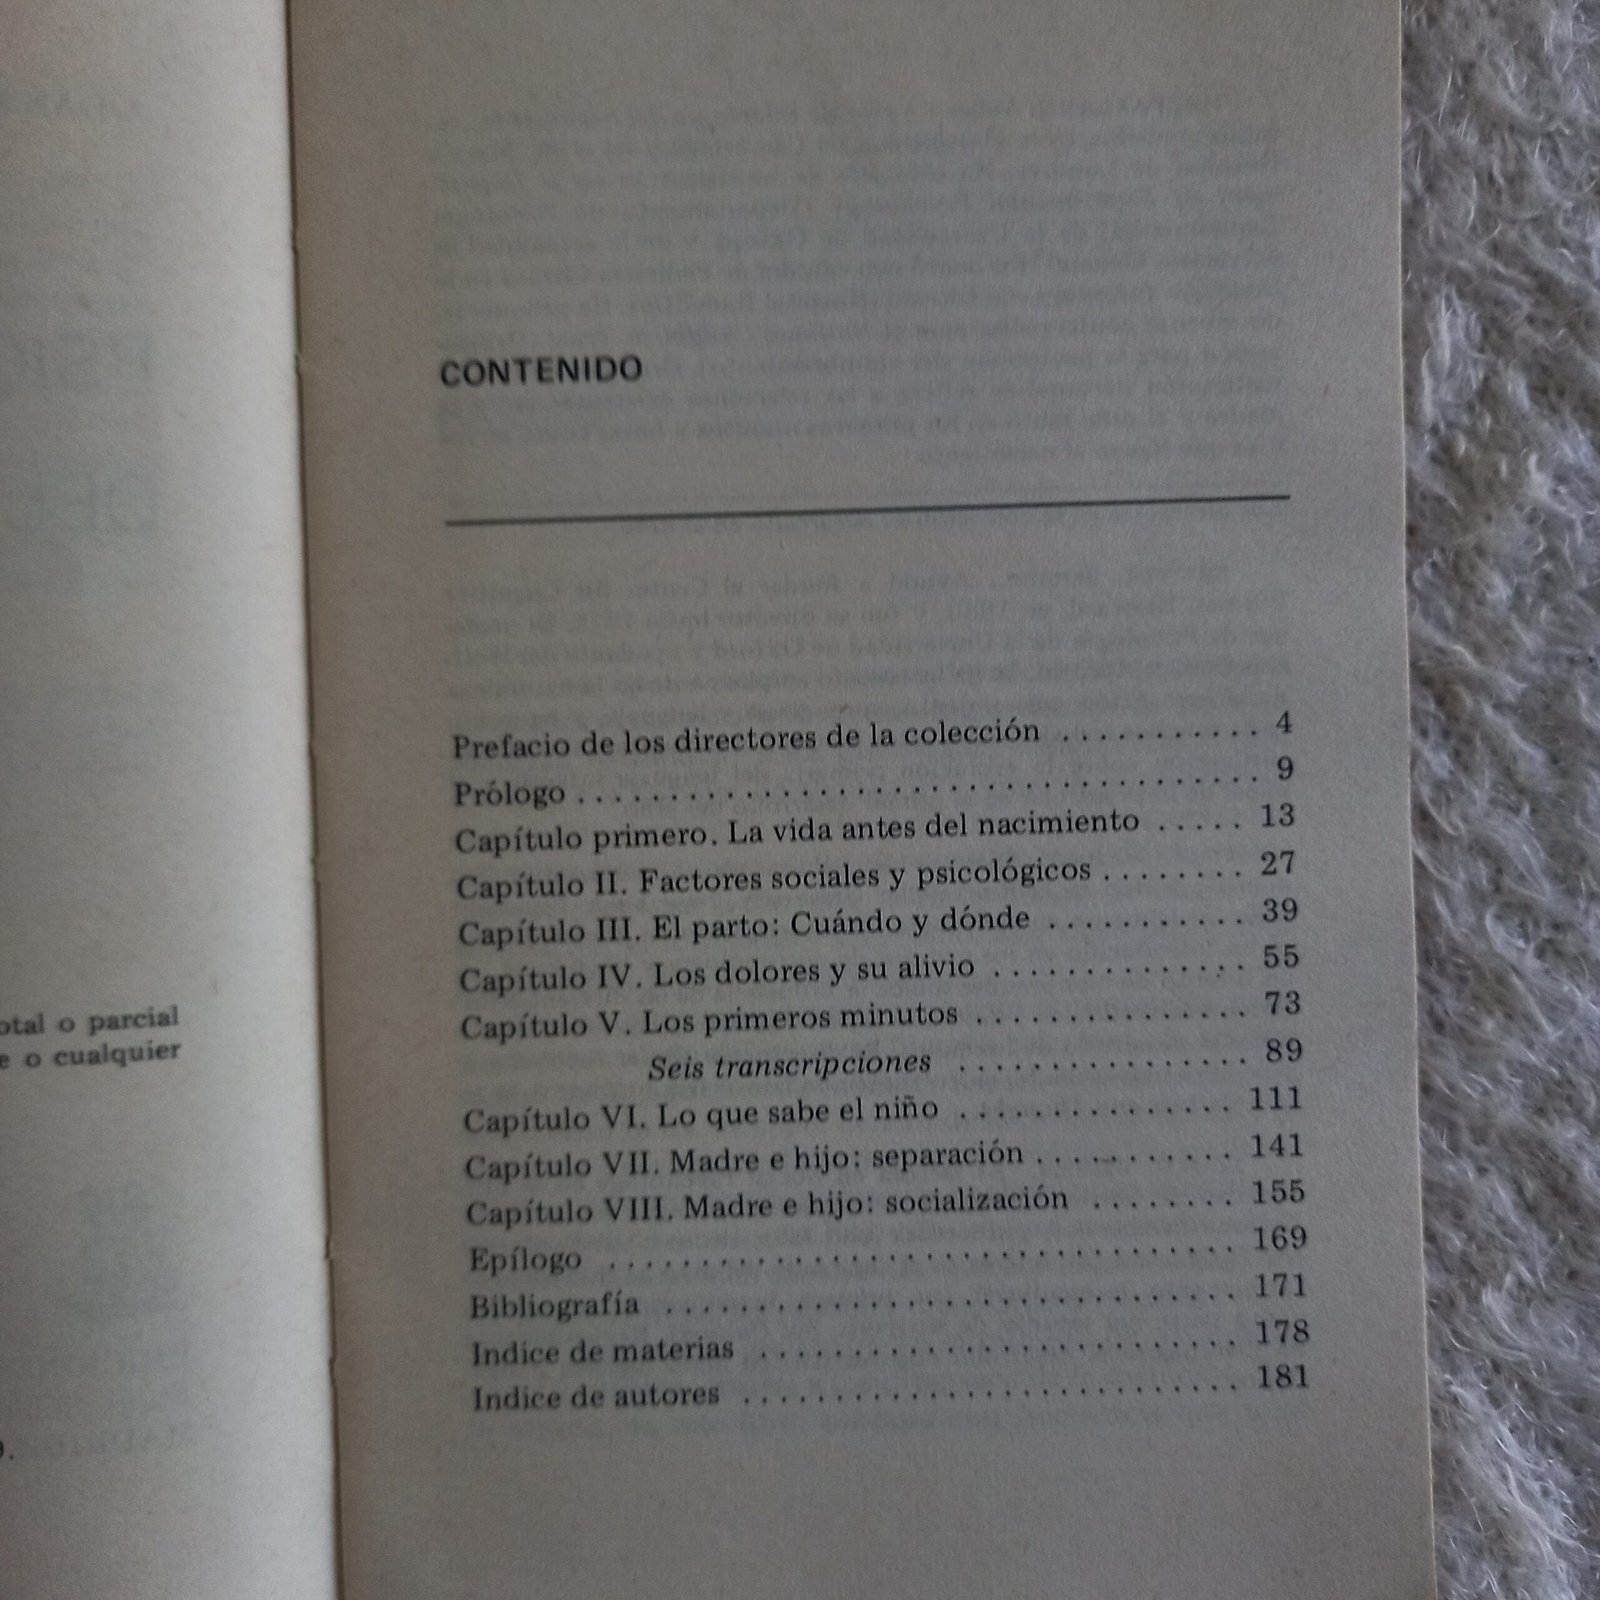 otal o parcial
e o cualquier
CONTENIDO
Prefacio de los directores de la colección ........... 4
Prólogo .................................... 9
Capítulo primero. La vida antes del nacimiento ..... 13
Capítulo II. Factores sociales y psicológicos ........ 27
Capítulo III. El parto: Cuándo y dónde ........... 39
Capítulo IV. Los dolores y su alivio .............. 55
Capítulo V. Los primeros minutos ............... 73
Seis transcripciones ................ 89
Capítulo VI. Lo que sabe el niño ............... 111
Capítulo VII. Madre e hijo: separación ........... 141
Capítulo VIII. Madre e hijo: socialización ........ 155
Epílogo .................................. 169
Bibliografía ............................... 171
Indice de materias .......................... 178
Indice de autores ........................... 181